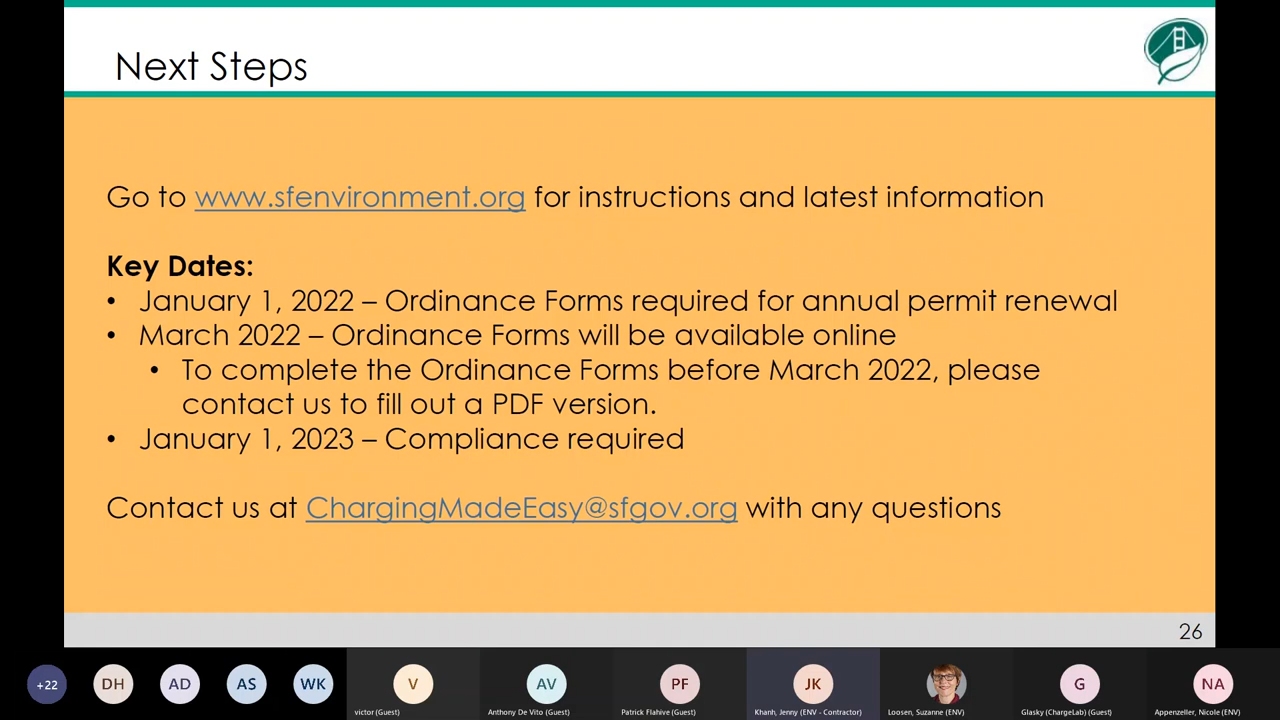 Next Steps
Go to www.sfenvironment.org for instructions and latest information
Key Dates:
• January 1, 2022 – Ordinance Forms required for annual permit renewal
• March 2022 – Ordinance Forms will be available online
• To complete the Ordinance Forms before March 2022, please
contact us to fill out a PDF version.
• January 1, 2023 – Compliance required
Contact us at ChargingMadeEasy@sfgov.org with any questions
26
+22 DH AD AS WK V AV PF JK G NA
victor (Guest) Anthony De Vito (Guest) Patrick Flahive (Guest) Khanh, Jenny (ENV - Contractor) Loosen, Suzanne (ENV) Glasky (ChargeLab) (Guest) Appenzeller, Nicole (ENV)